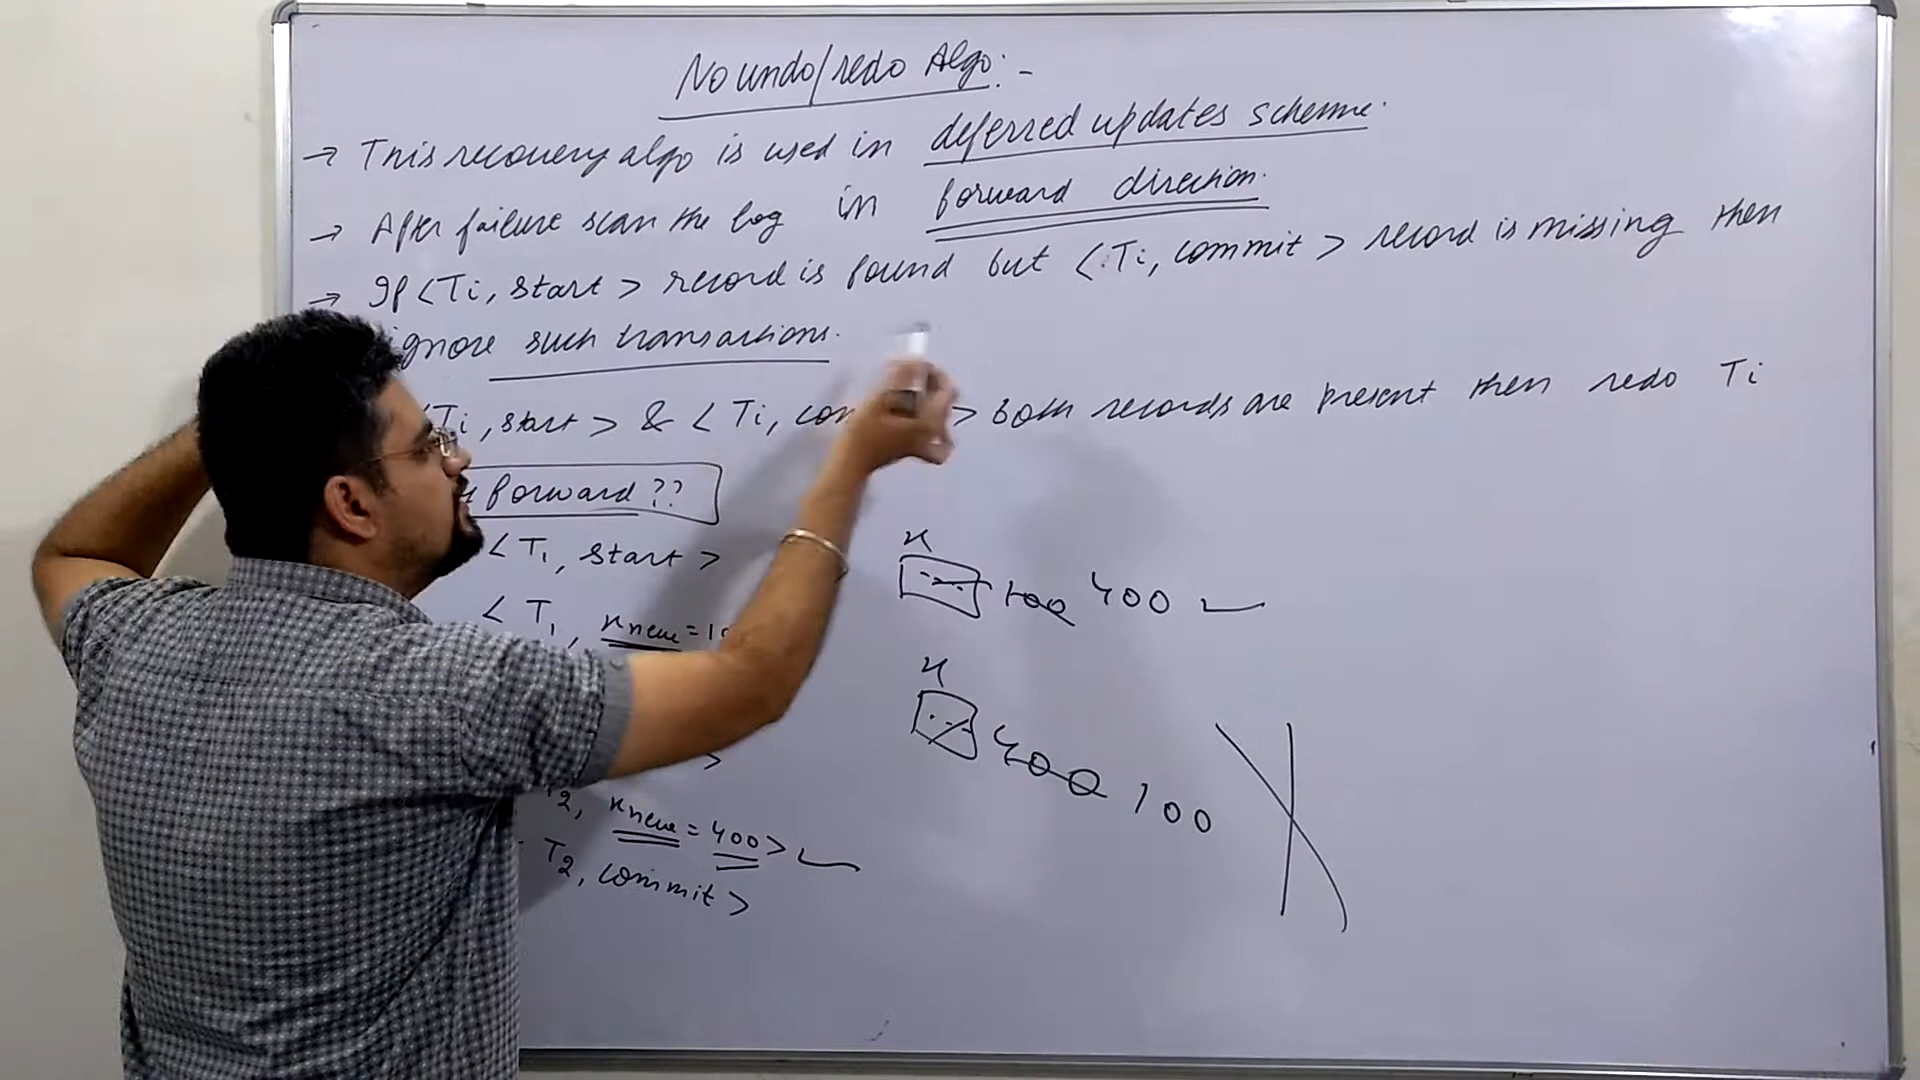 No undo/redo Algo:-
→ This recovery algo is used in deferred updates scheme.
→ After failure scan the log in forward direction.
→ If <Ti, start> record is found but <Ti, commit> record is missing then
ignore such transactions.
Ti, start> & <Ti, com > both records are present then redo Ti
forward??
<T1, start>
<T1, xnew = 1
>
T2, xnew = 400>
T2, commit>
x
100 400
x
400 100